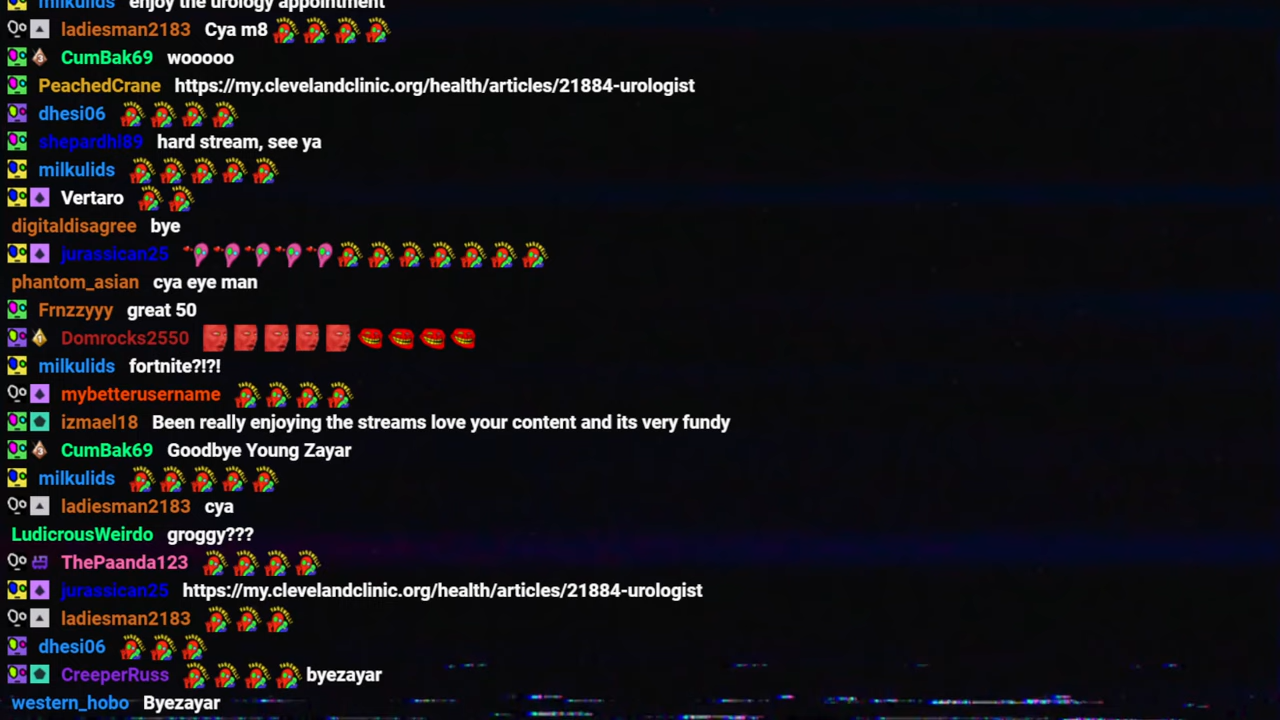 milkulids enjoy the urology appointment
ladiesman2183 Cya m8
CumBak69 wooooo
PeachedCrane https://my.clevelandclinic.org/health/articles/21884-urologist
dhesi06
shepardhl89 hard stream, see ya
milkulids
Vertaro
digitaldisagree bye
jurassican25
phantom_asian cya eye man
Frnzzyyy great 50
Domrocks2550
milkulids fortnite?!?!
mybetterusername
izmael18 Been really enjoying the streams love your content and its very fundy
CumBak69 Goodbye Young Zayar
milkulids
ladiesman2183 cya
LudicrousWeirdo groggy???
ThePaanda123
jurassican25 https://my.clevelandclinic.org/health/articles/21884-urologist
ladiesman2183
dhesi06
CreeperRuss byezayar
western_hobo Byezayar